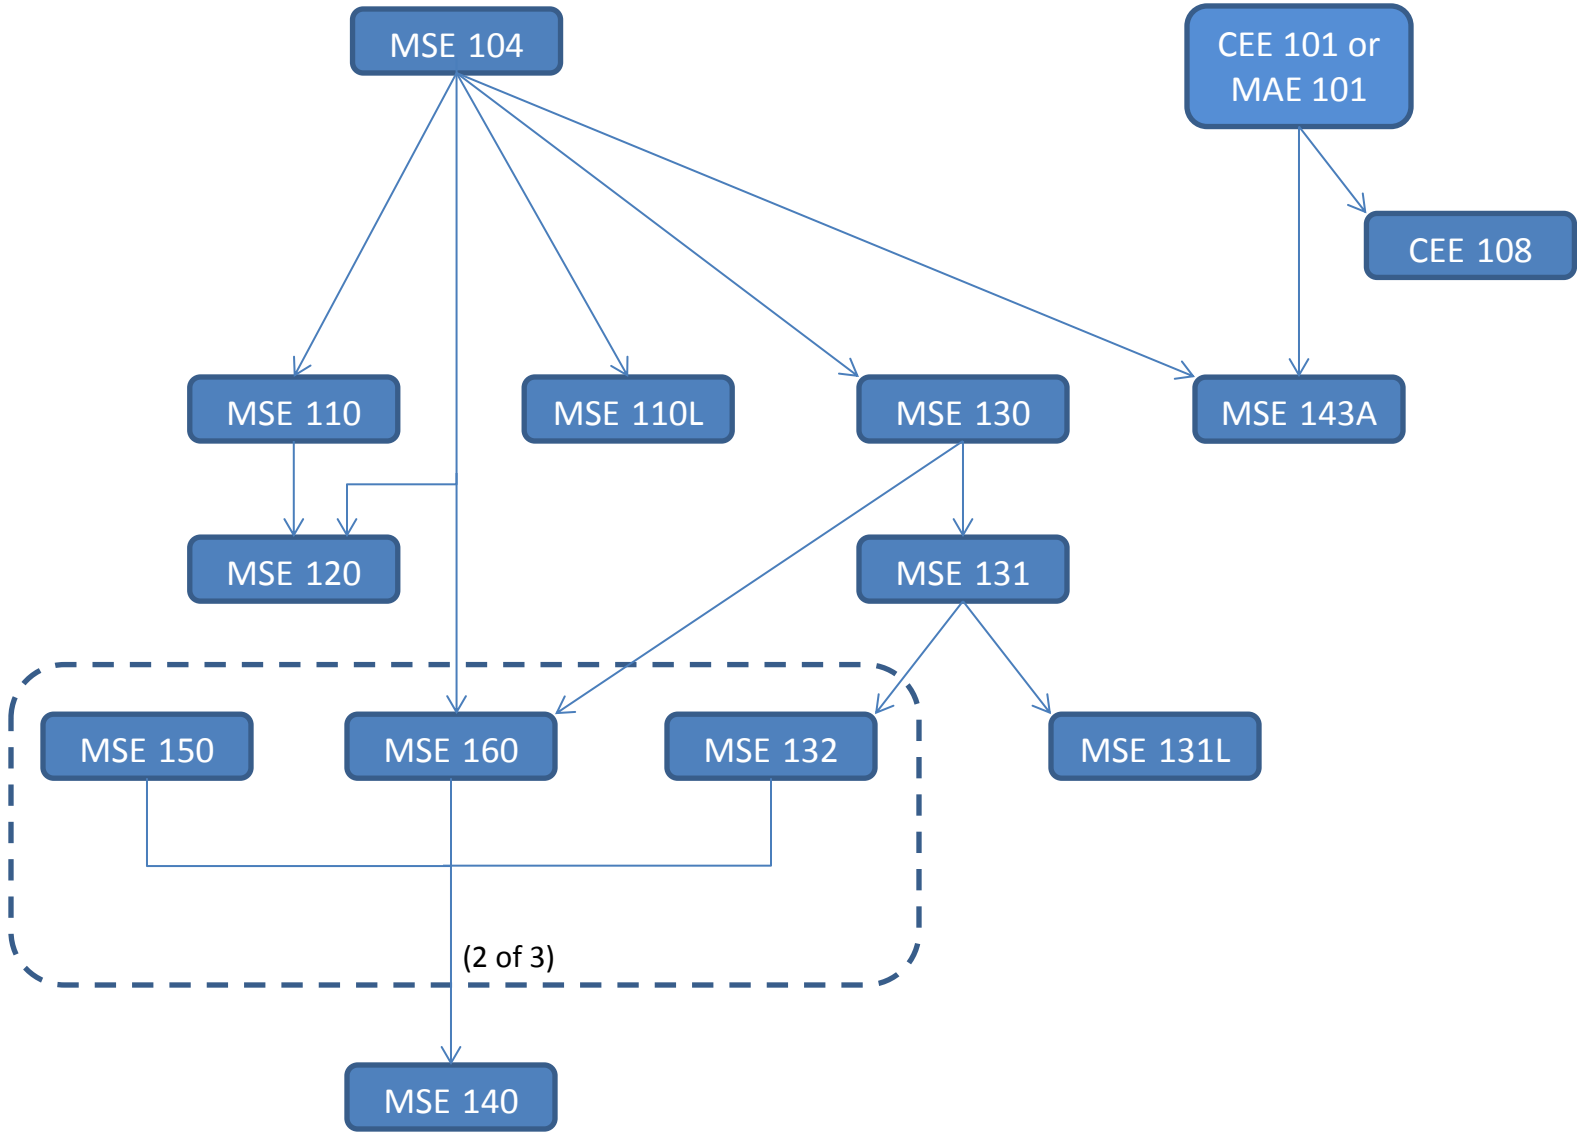 MSE 104
CEE 101 or
MAE 101
CEE 108
MSE 110
MSE 110L
MSE 130
MSE 143A
MSE 120
MSE 131
MSE 150
MSE 160
MSE 132
MSE 131L
(2 of 3)
MSE 140